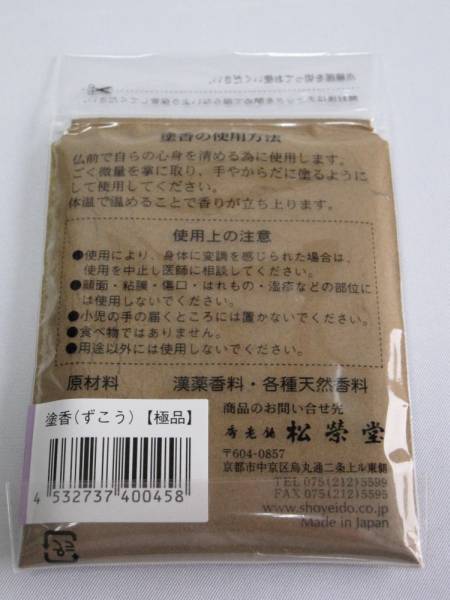 塗香の使用方法
仏前で自らの心身を清める為に使用します。
ごく微量を掌に取り、手やからだに塗るように
して使用してください。
体温で温めることで香りが立ち上ります。
使用上の注意
●使用により、身体に変調を感じられた場合は、
使用を中止し医師に相談してください。
●顔面・粘膜・傷口・はれもの・湿疹などの部位に
は使用しないでください。
●小児の手の届くところには置かないでください。
●食べ物ではありません。
●用途以外には使用しないでください。
原材料 漢薬香料・各種天然香料
商品のお問い合せ先
香老舗 松榮堂
〒604-0857
京都市中京区烏丸通二条上ル東側
TEL 075(212)5599
FAX 075(212)5595
www.shoyeido.co.jp
Made in Japan
塗香(ずこう)【極品】
4 532737 400458